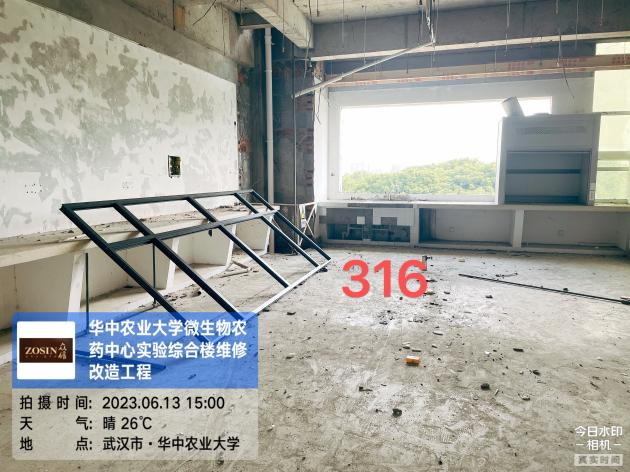 316
华中农业大学微生物农
药中心实验综合楼维修
改造工程
ZOSIN
拍摄时间: 2023.06.13 15:00
天 气: 晴 26℃
地 点: 武汉市·华中农业大学
今日水印
-相机-
真实时间